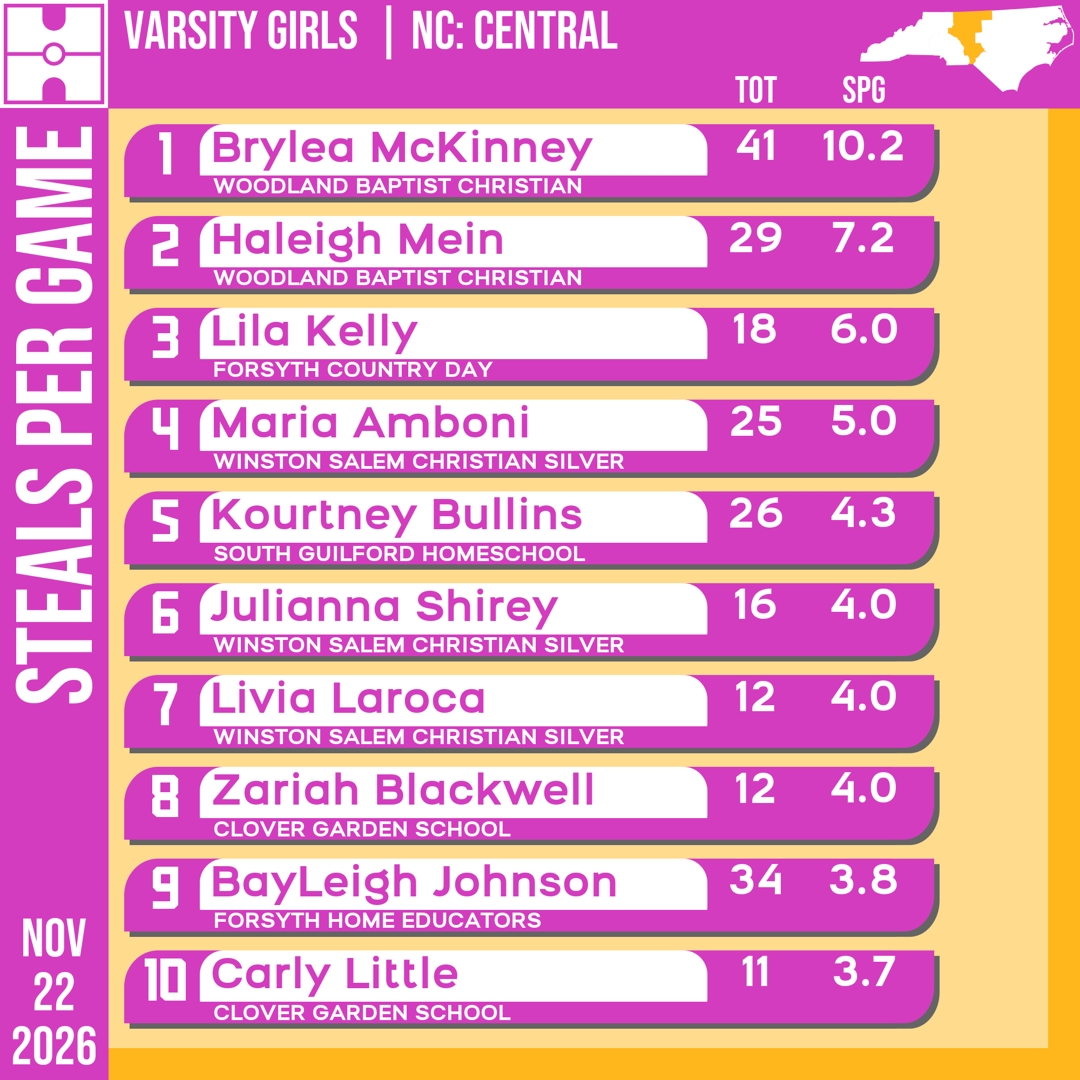 VARSITY GIRLS | NC: CENTRAL
TOT SPG
STEALS PER GAME
1 Brylea McKinney 41 10.2
WOODLAND BAPTIST CHRISTIAN
2 Haleigh Mein 29 7.2
WOODLAND BAPTIST CHRISTIAN
3 Lila Kelly 18 6.0
FORSYTH COUNTRY DAY
4 Maria Amboni 25 5.0
WINSTON SALEM CHRISTIAN SILVER
5 Kourtney Bullins 26 4.3
SOUTH GUILFORD HOMESCHOOL
6 Julianna Shirey 16 4.0
WINSTON SALEM CHRISTIAN SILVER
7 Livia Laroca 12 4.0
WINSTON SALEM CHRISTIAN SILVER
8 Zariah Blackwell 12 4.0
CLOVER GARDEN SCHOOL
9 BayLeigh Johnson 34 3.8
FORSYTH HOME EDUCATORS
10 Carly Little 11 3.7
CLOVER GARDEN SCHOOL
NOV
22
2026